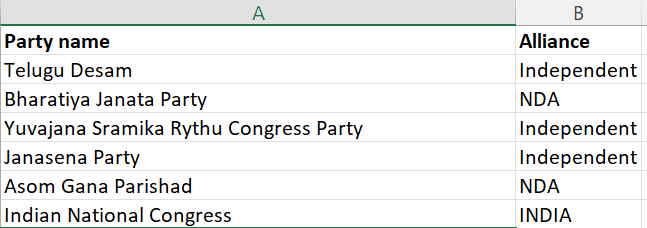 A B
Party name Alliance
Telugu Desam Independent
Bharatiya Janata Party NDA
Yuvajana Sramika Rythu Congress Party Independent
Janasena Party Independent
Asom Gana Parishad NDA
Indian National Congress INDIA